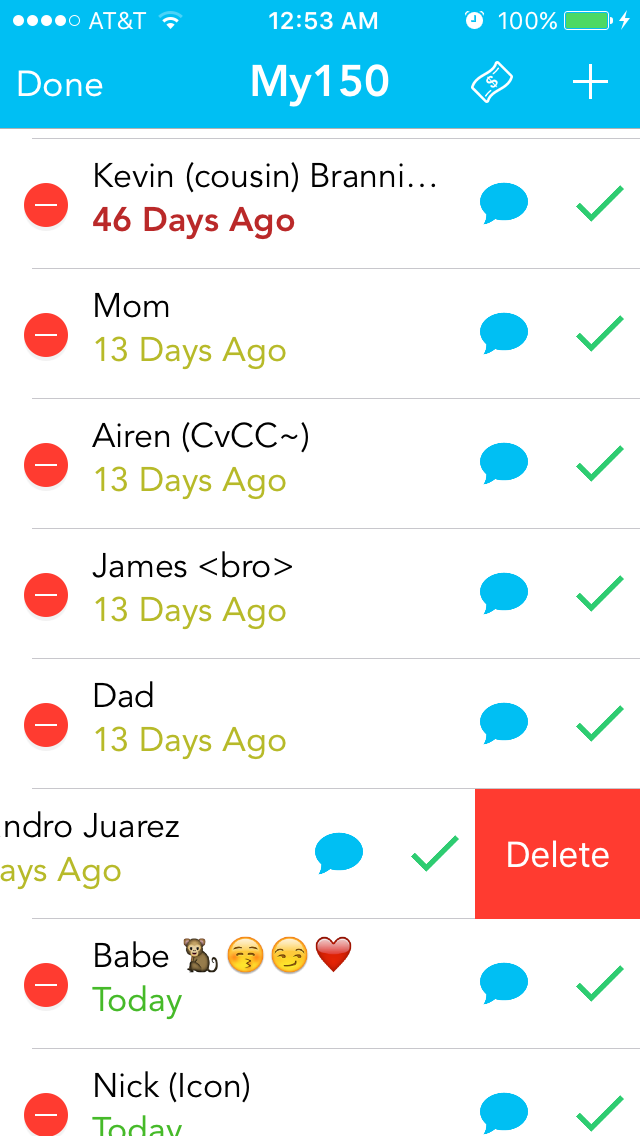 AT&T 12:53 AM 100%
Done My150
Kevin (cousin) Branni…
46 Days Ago
Mom
13 Days Ago
Airen (CvCC~)
13 Days Ago
James <bro>
13 Days Ago
Dad
13 Days Ago
ndro Juarez
ays Ago
Delete
Babe 🐒😚😏❤️
Today
Nick (Icon)
Today